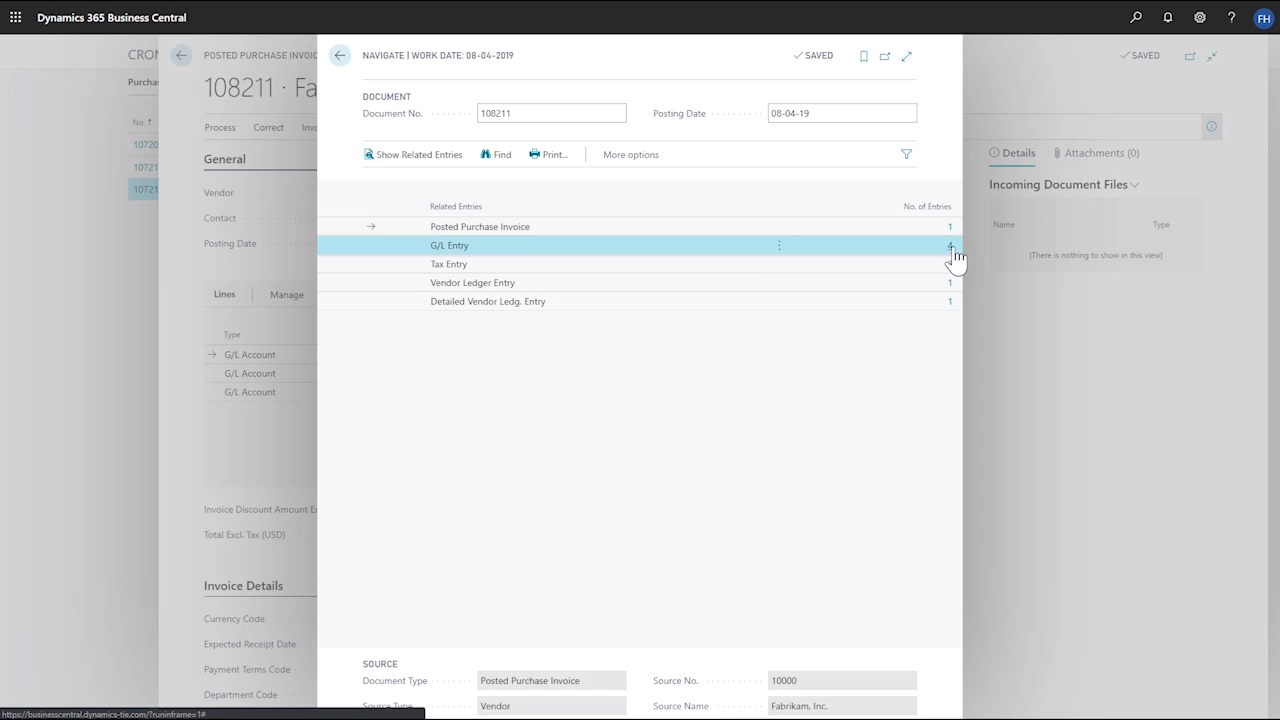 Dynamics 365 Business Central
FH
CRON
POSTED PURCHASE INVOIC
NAVIGATE | WORK DATE: 08-04-2019
SAVED
SAVED
Purchas
108211 · Fa
DOCUMENT
Document No.
108211
Posting Date
08-04-19
No. ↑
Process
Correct
Invo
10720
10721
10721
General
Show Related Entries
Find
Print...
More options
Details
Attachments (0)
Incoming Document Files
Vendor
Contact
Posting Date
Related Entries
No. of Entries
Name
Type
Posted Purchase Invoice
1
G/L Entry
4
(There is nothing to show in this view)
Tax Entry
Vendor Ledger Entry
1
Detailed Vendor Ledg. Entry
1
Lines
Manage
Type
G/L Account
G/L Account
G/L Account
Invoice Discount Amount E
Total Excl. Tax (USD)
Invoice Details
Currency Code
Expected Receipt Date
Payment Terms Code
Department Code
SOURCE
Document Type
Posted Purchase Invoice
Source No.
10000
Source Type
Vendor
Source Name
Fabrikam, Inc.
https://businesscentral.dynamics-tie.com/?runinframe=1#